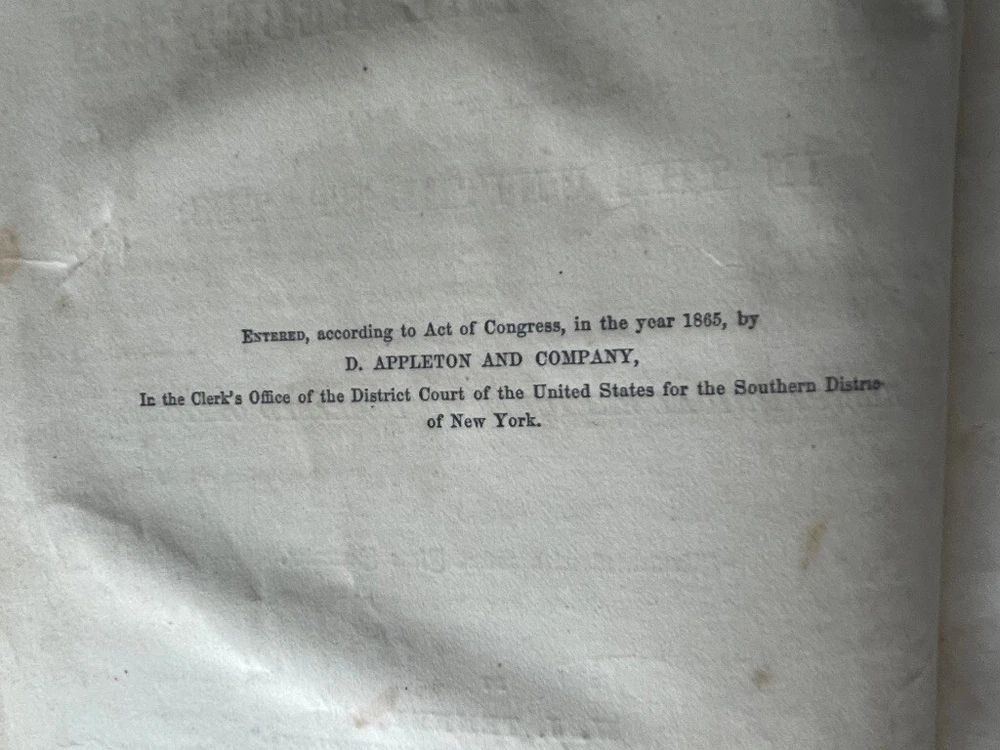 ENTERED, according to Act of Congress, in the year 1865, by
D. APPLETON AND COMPANY,
In the Clerk's Office of the District Court of the United States for the Southern
of New York.